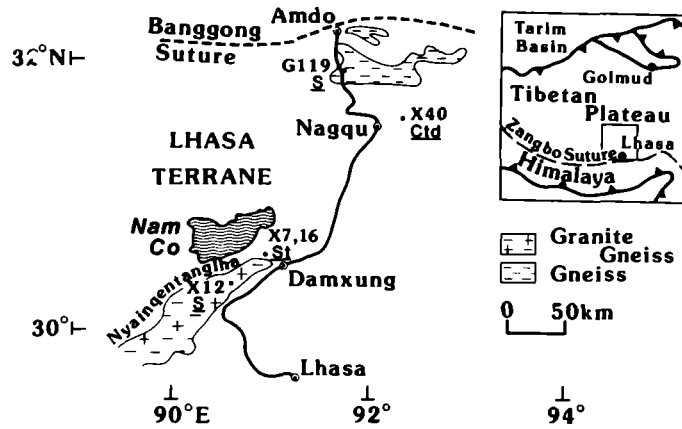 Banggong
Suture
Amdo
G119
S
X40
Ctd
Nagqu
LHASA
TERRANE
Nam
Co
X7,16
St
Damxung
Nyainqentanglha
X12
S
30°
Lhasa
90°E
92°
94°
Tarim
Basin
Golmud
Tibetan
Plateau
Zangbo Suture
Lhasa
Himalaya
Granite
Gneiss
Gneiss
0 50km